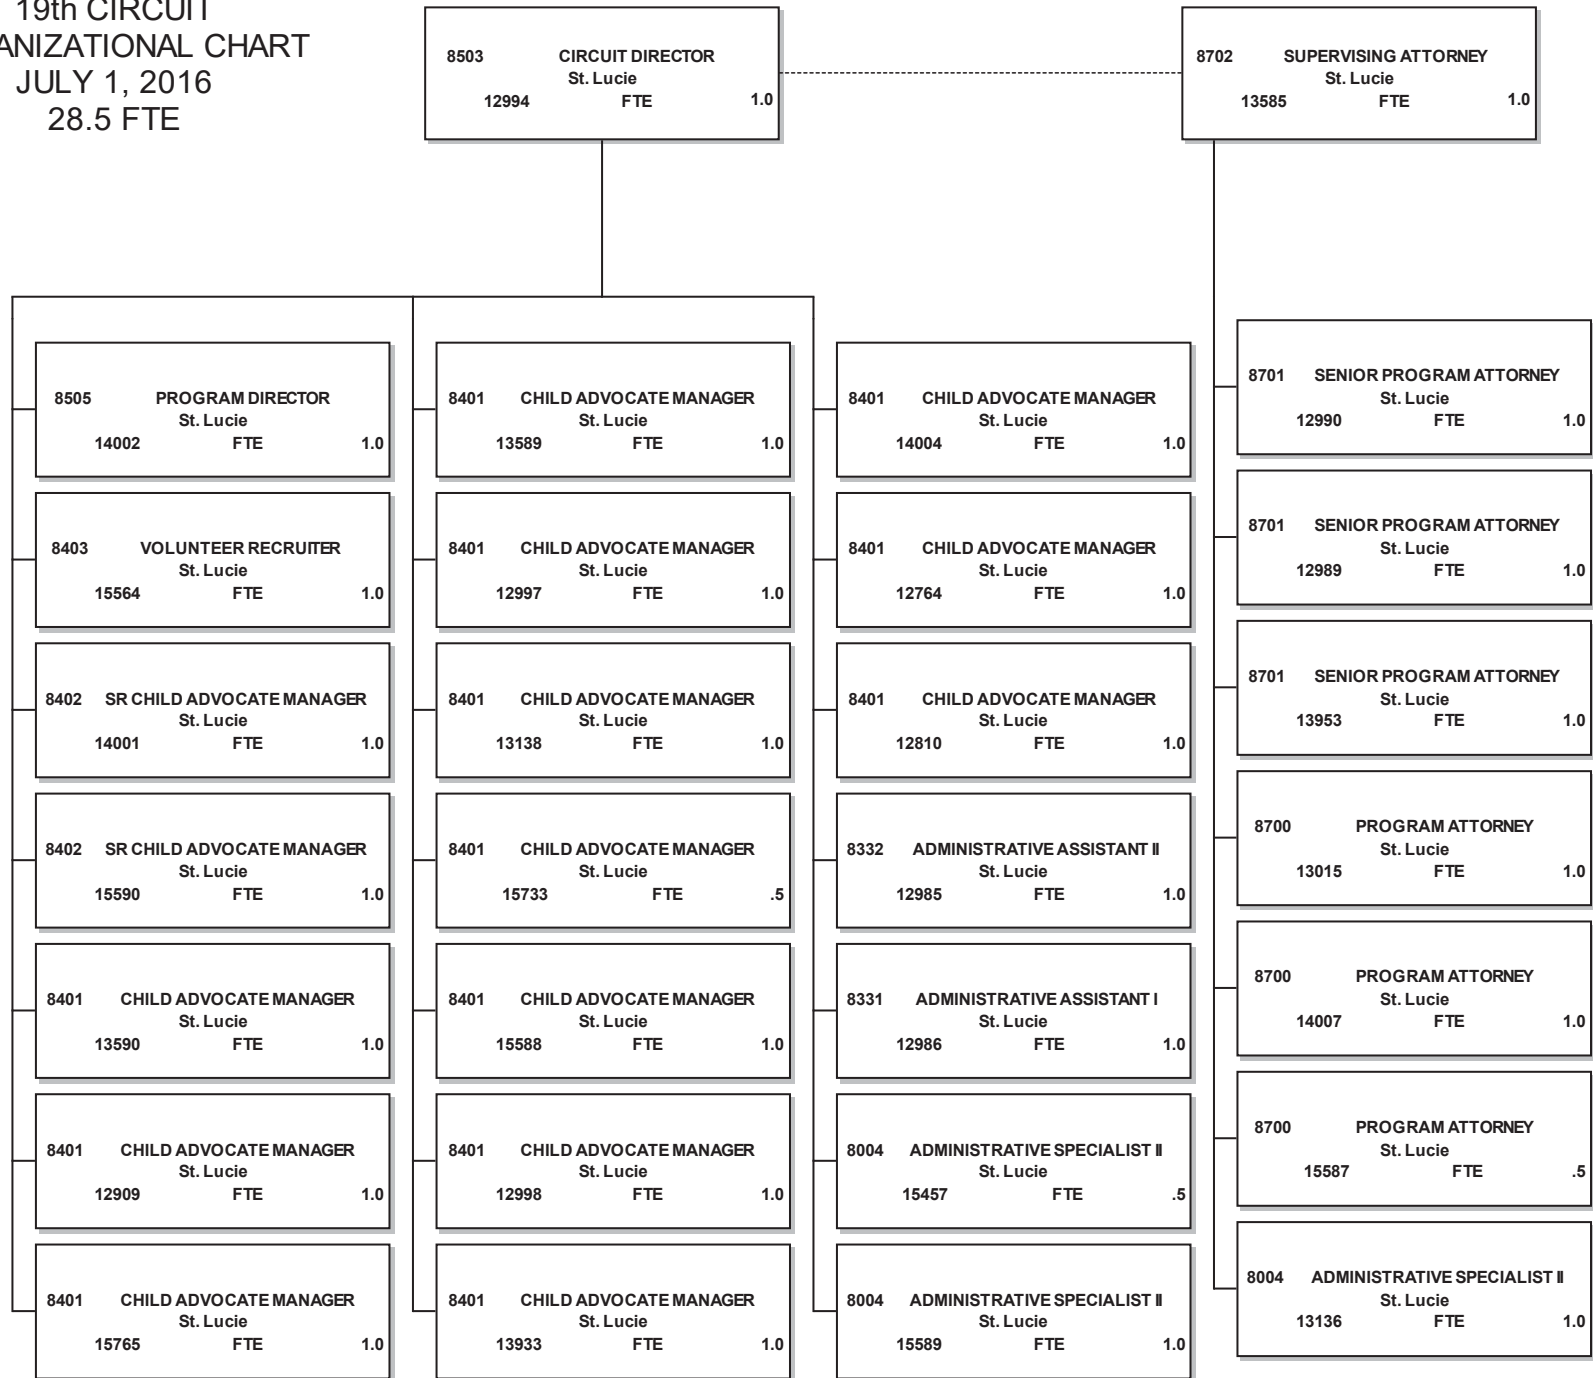 19th CIRCUIT
ANIZATIONAL CHART
JULY 1, 2016
28.5 FTE
8503 CIRCUIT DIRECTOR
St. Lucie
12994 FTE 1.0
8702 SUPERVISING ATTORNEY
St. Lucie
13585 FTE 1.0
8505 PROGRAM DIRECTOR
St. Lucie
14002 FTE 1.0
8403 VOLUNTEER RECRUITER
St. Lucie
15564 FTE 1.0
8402 SR CHILD ADVOCATE MANAGER
St. Lucie
14001 FTE 1.0
8402 SR CHILD ADVOCATE MANAGER
St. Lucie
15590 FTE 1.0
8401 CHILD ADVOCATE MANAGER
St. Lucie
13590 FTE 1.0
8401 CHILD ADVOCATE MANAGER
St. Lucie
12909 FTE 1.0
8401 CHILD ADVOCATE MANAGER
St. Lucie
15765 FTE 1.0
8401 CHILD ADVOCATE MANAGER
St. Lucie
13589 FTE 1.0
8401 CHILD ADVOCATE MANAGER
St. Lucie
12997 FTE 1.0
8401 CHILD ADVOCATE MANAGER
St. Lucie
13138 FTE 1.0
8401 CHILD ADVOCATE MANAGER
St. Lucie
15733 FTE .5
8401 CHILD ADVOCATE MANAGER
St. Lucie
15588 FTE 1.0
8401 CHILD ADVOCATE MANAGER
St. Lucie
12998 FTE 1.0
8401 CHILD ADVOCATE MANAGER
St. Lucie
13933 FTE 1.0
8401 CHILD ADVOCATE MANAGER
St. Lucie
14004 FTE 1.0
8401 CHILD ADVOCATE MANAGER
St. Lucie
12764 FTE 1.0
8401 CHILD ADVOCATE MANAGER
St. Lucie
12810 FTE 1.0
8332 ADMINISTRATIVE ASSISTANT II
St. Lucie
12985 FTE 1.0
8331 ADMINISTRATIVE ASSISTANT I
St. Lucie
12986 FTE 1.0
8004 ADMINISTRATIVE SPECIALIST II
St. Lucie
15457 FTE .5
8004 ADMINISTRATIVE SPECIALIST II
St. Lucie
15589 FTE 1.0
8701 SENIOR PROGRAM ATTORNEY
St. Lucie
12990 FTE 1.0
8701 SENIOR PROGRAM ATTORNEY
St. Lucie
12989 FTE 1.0
8701 SENIOR PROGRAM ATTORNEY
St. Lucie
13953 FTE 1.0
8700 PROGRAM ATTORNEY
St. Lucie
13015 FTE 1.0
8700 PROGRAM ATTORNEY
St. Lucie
14007 FTE 1.0
8700 PROGRAM ATTORNEY
St. Lucie
15587 FTE .5
8004 ADMINISTRATIVE SPECIALIST II
St. Lucie
13136 FTE 1.0